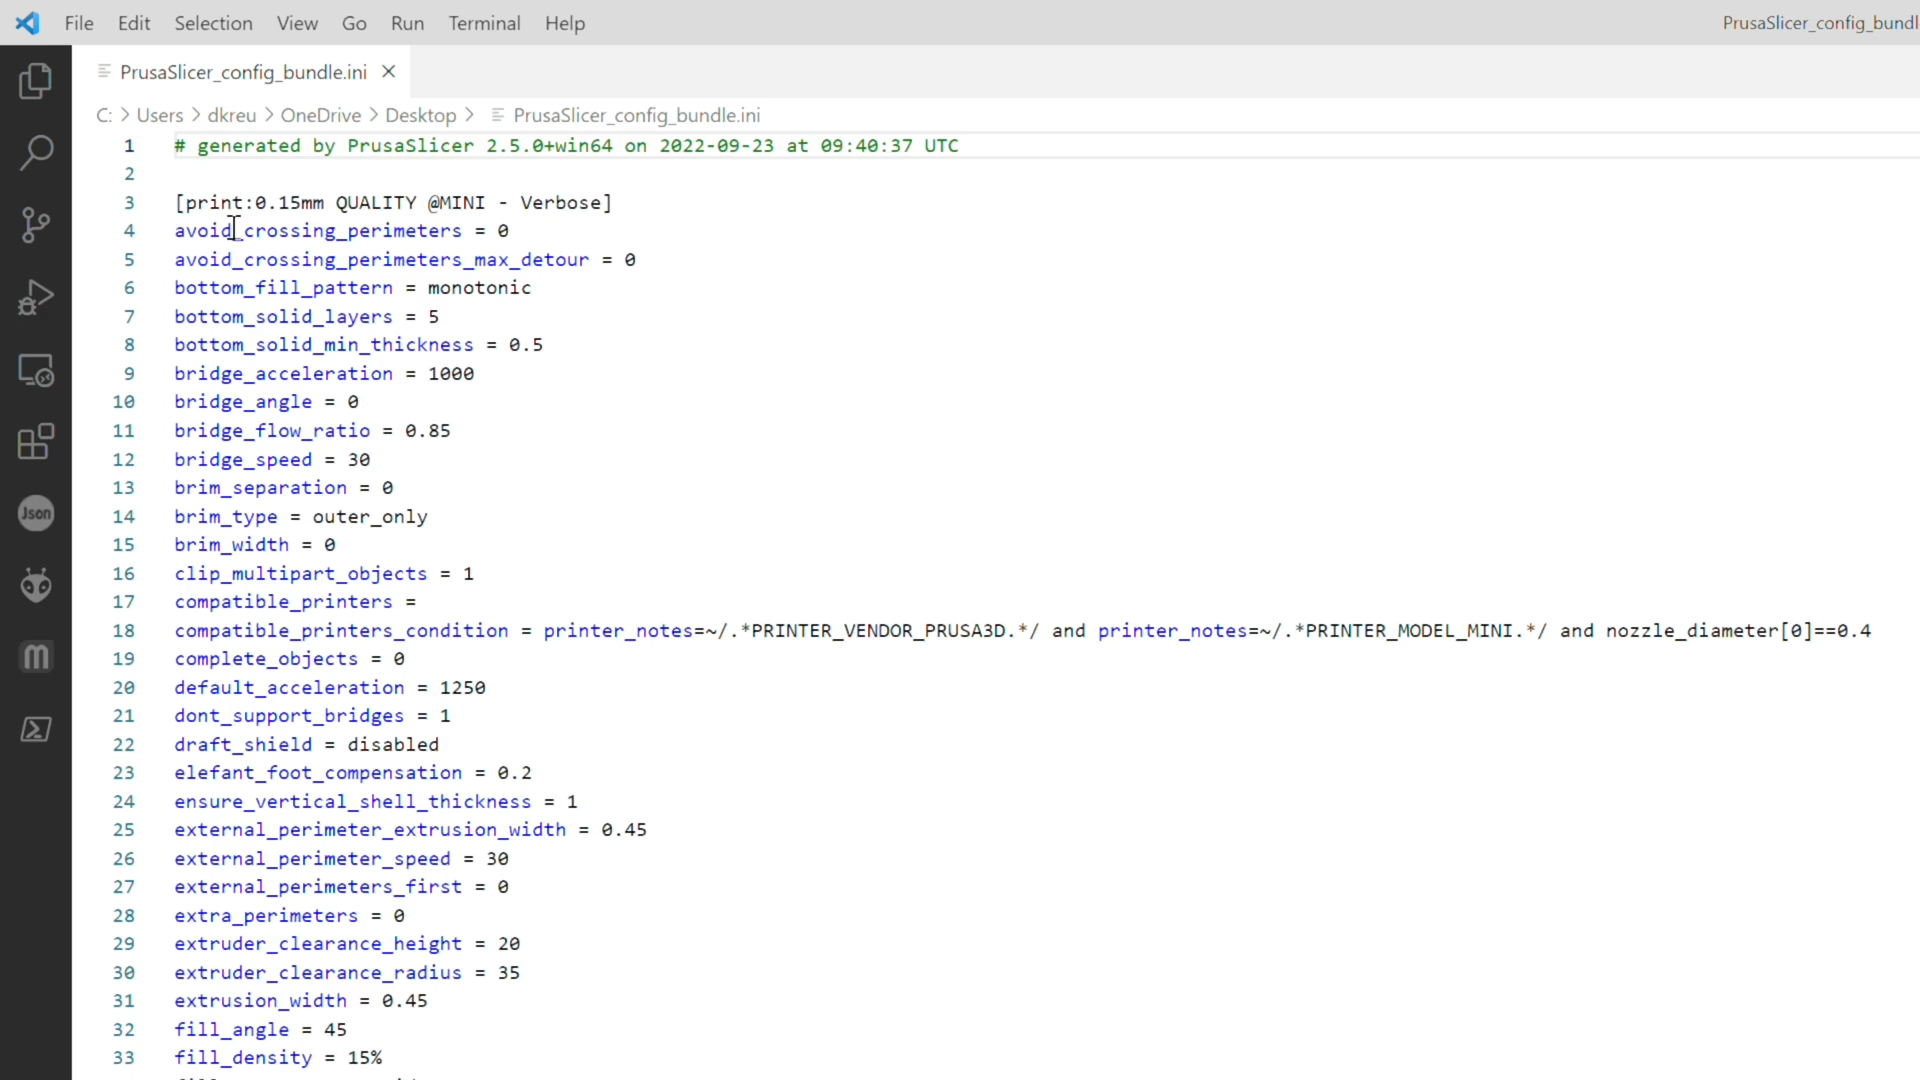 File Edit Selection View Go Run Terminal Help
PrusaSlicer_config_bundl
PrusaSlicer_config_bundle.ini
C: > Users > dkreu > OneDrive > Desktop > PrusaSlicer_config_bundle.ini
1 # generated by PrusaSlicer 2.5.0+win64 on 2022-09-23 at 09:40:37 UTC
2
3 [print:0.15mm QUALITY @MINI - Verbose]
4 avoid_crossing_perimeters = 0
5 avoid_crossing_perimeters_max_detour = 0
6 bottom_fill_pattern = monotonic
7 bottom_solid_layers = 5
8 bottom_solid_min_thickness = 0.5
9 bridge_acceleration = 1000
10 bridge_angle = 0
11 bridge_flow_ratio = 0.85
12 bridge_speed = 30
13 brim_separation = 0
Json
14 brim_type = outer_only
15 brim_width = 0
16 clip_multipart_objects = 1
17 compatible_printers =
18 compatible_printers_condition = printer_notes=~/.*PRINTER_VENDOR_PRUSA3D.*/ and printer_notes=~/.*PRINTER_MODEL_MINI.*/ and nozzle_diameter[0]==0.4
19 complete_objects = 0
20 default_acceleration = 1250
21 dont_support_bridges = 1
22 draft_shield = disabled
23 elefant_foot_compensation = 0.2
24 ensure_vertical_shell_thickness = 1
25 external_perimeter_extrusion_width = 0.45
26 external_perimeter_speed = 30
27 external_perimeters_first = 0
28 extra_perimeters = 0
29 extruder_clearance_height = 20
30 extruder_clearance_radius = 35
31 extrusion_width = 0.45
32 fill_angle = 45
33 fill_density = 15%